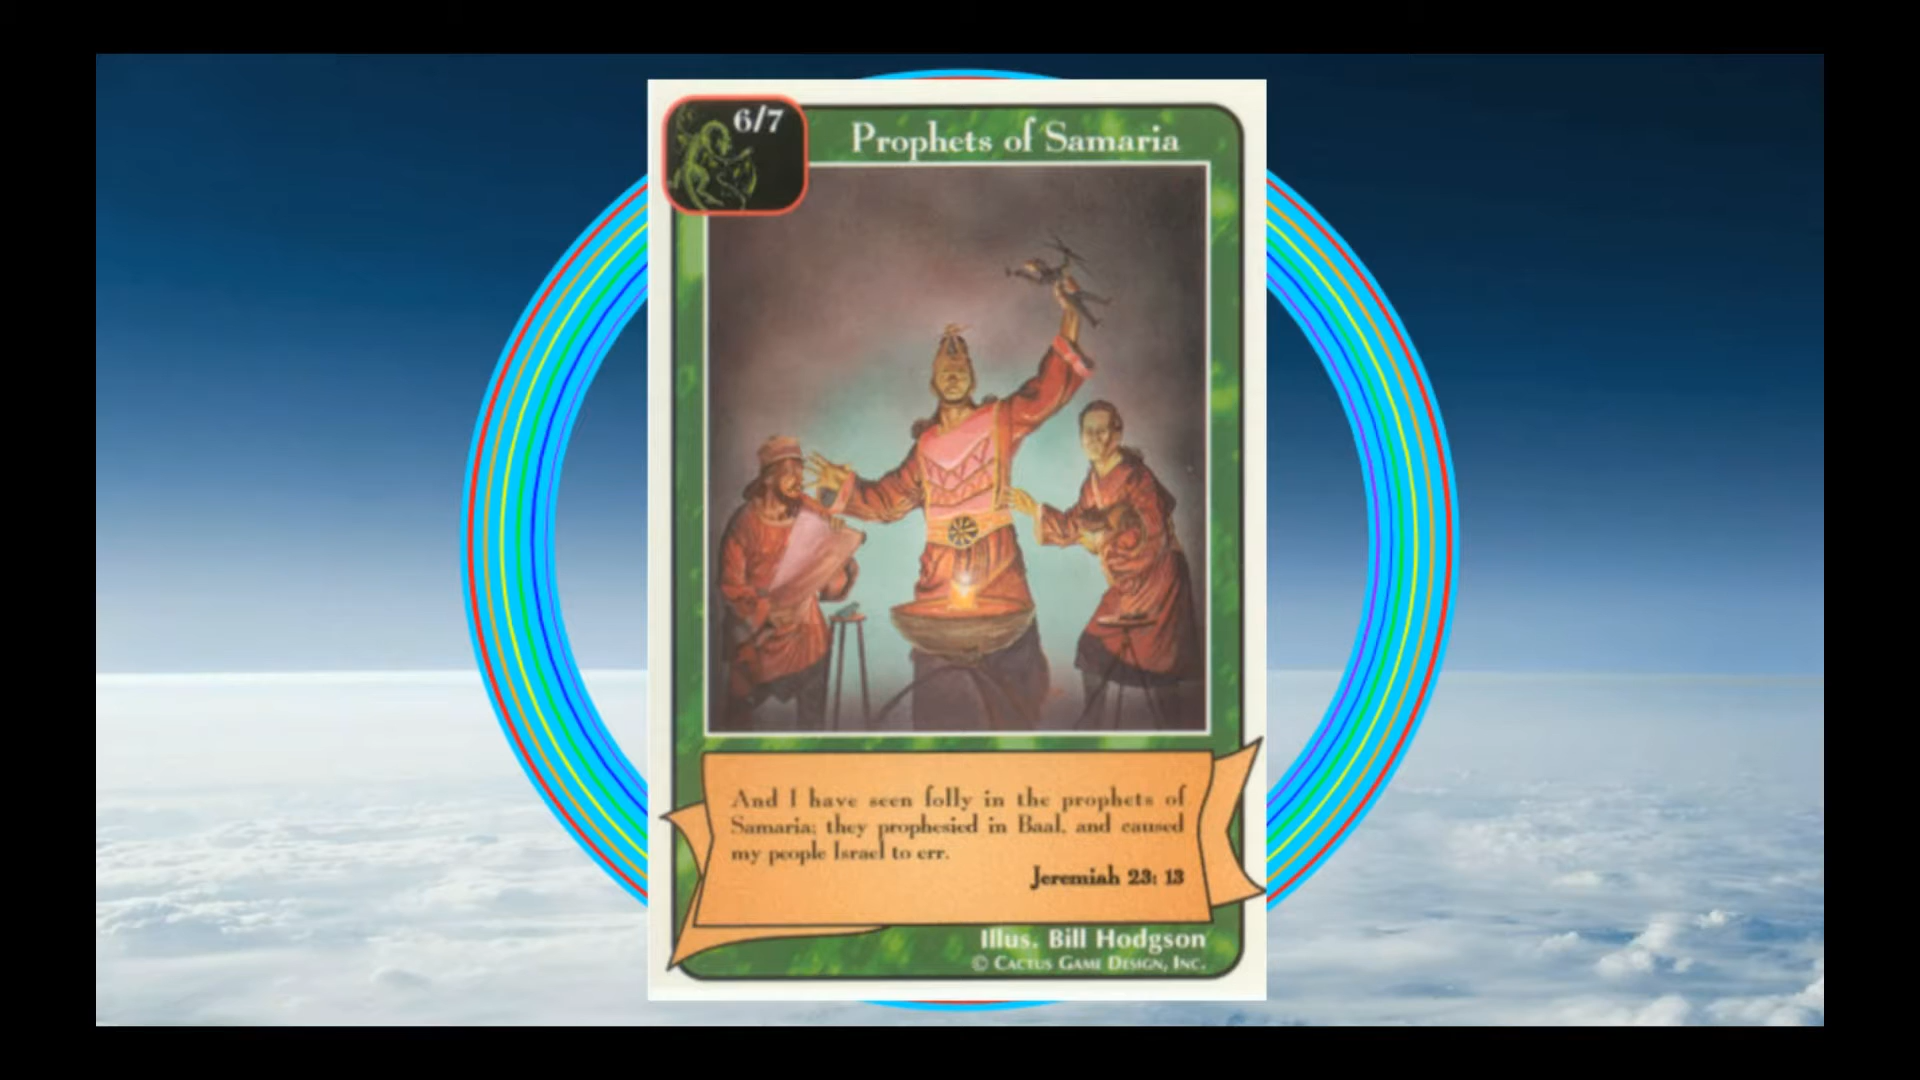 6/7
Prophets of Samaria
And I have seen folly in the prophets of
Samaria; they prophesied in Baal, and caused
my people Israel to err.
Jeremiah 23: 13
Illus. Bill Hodgson
© CACTUS GAME DESIGN, INC.